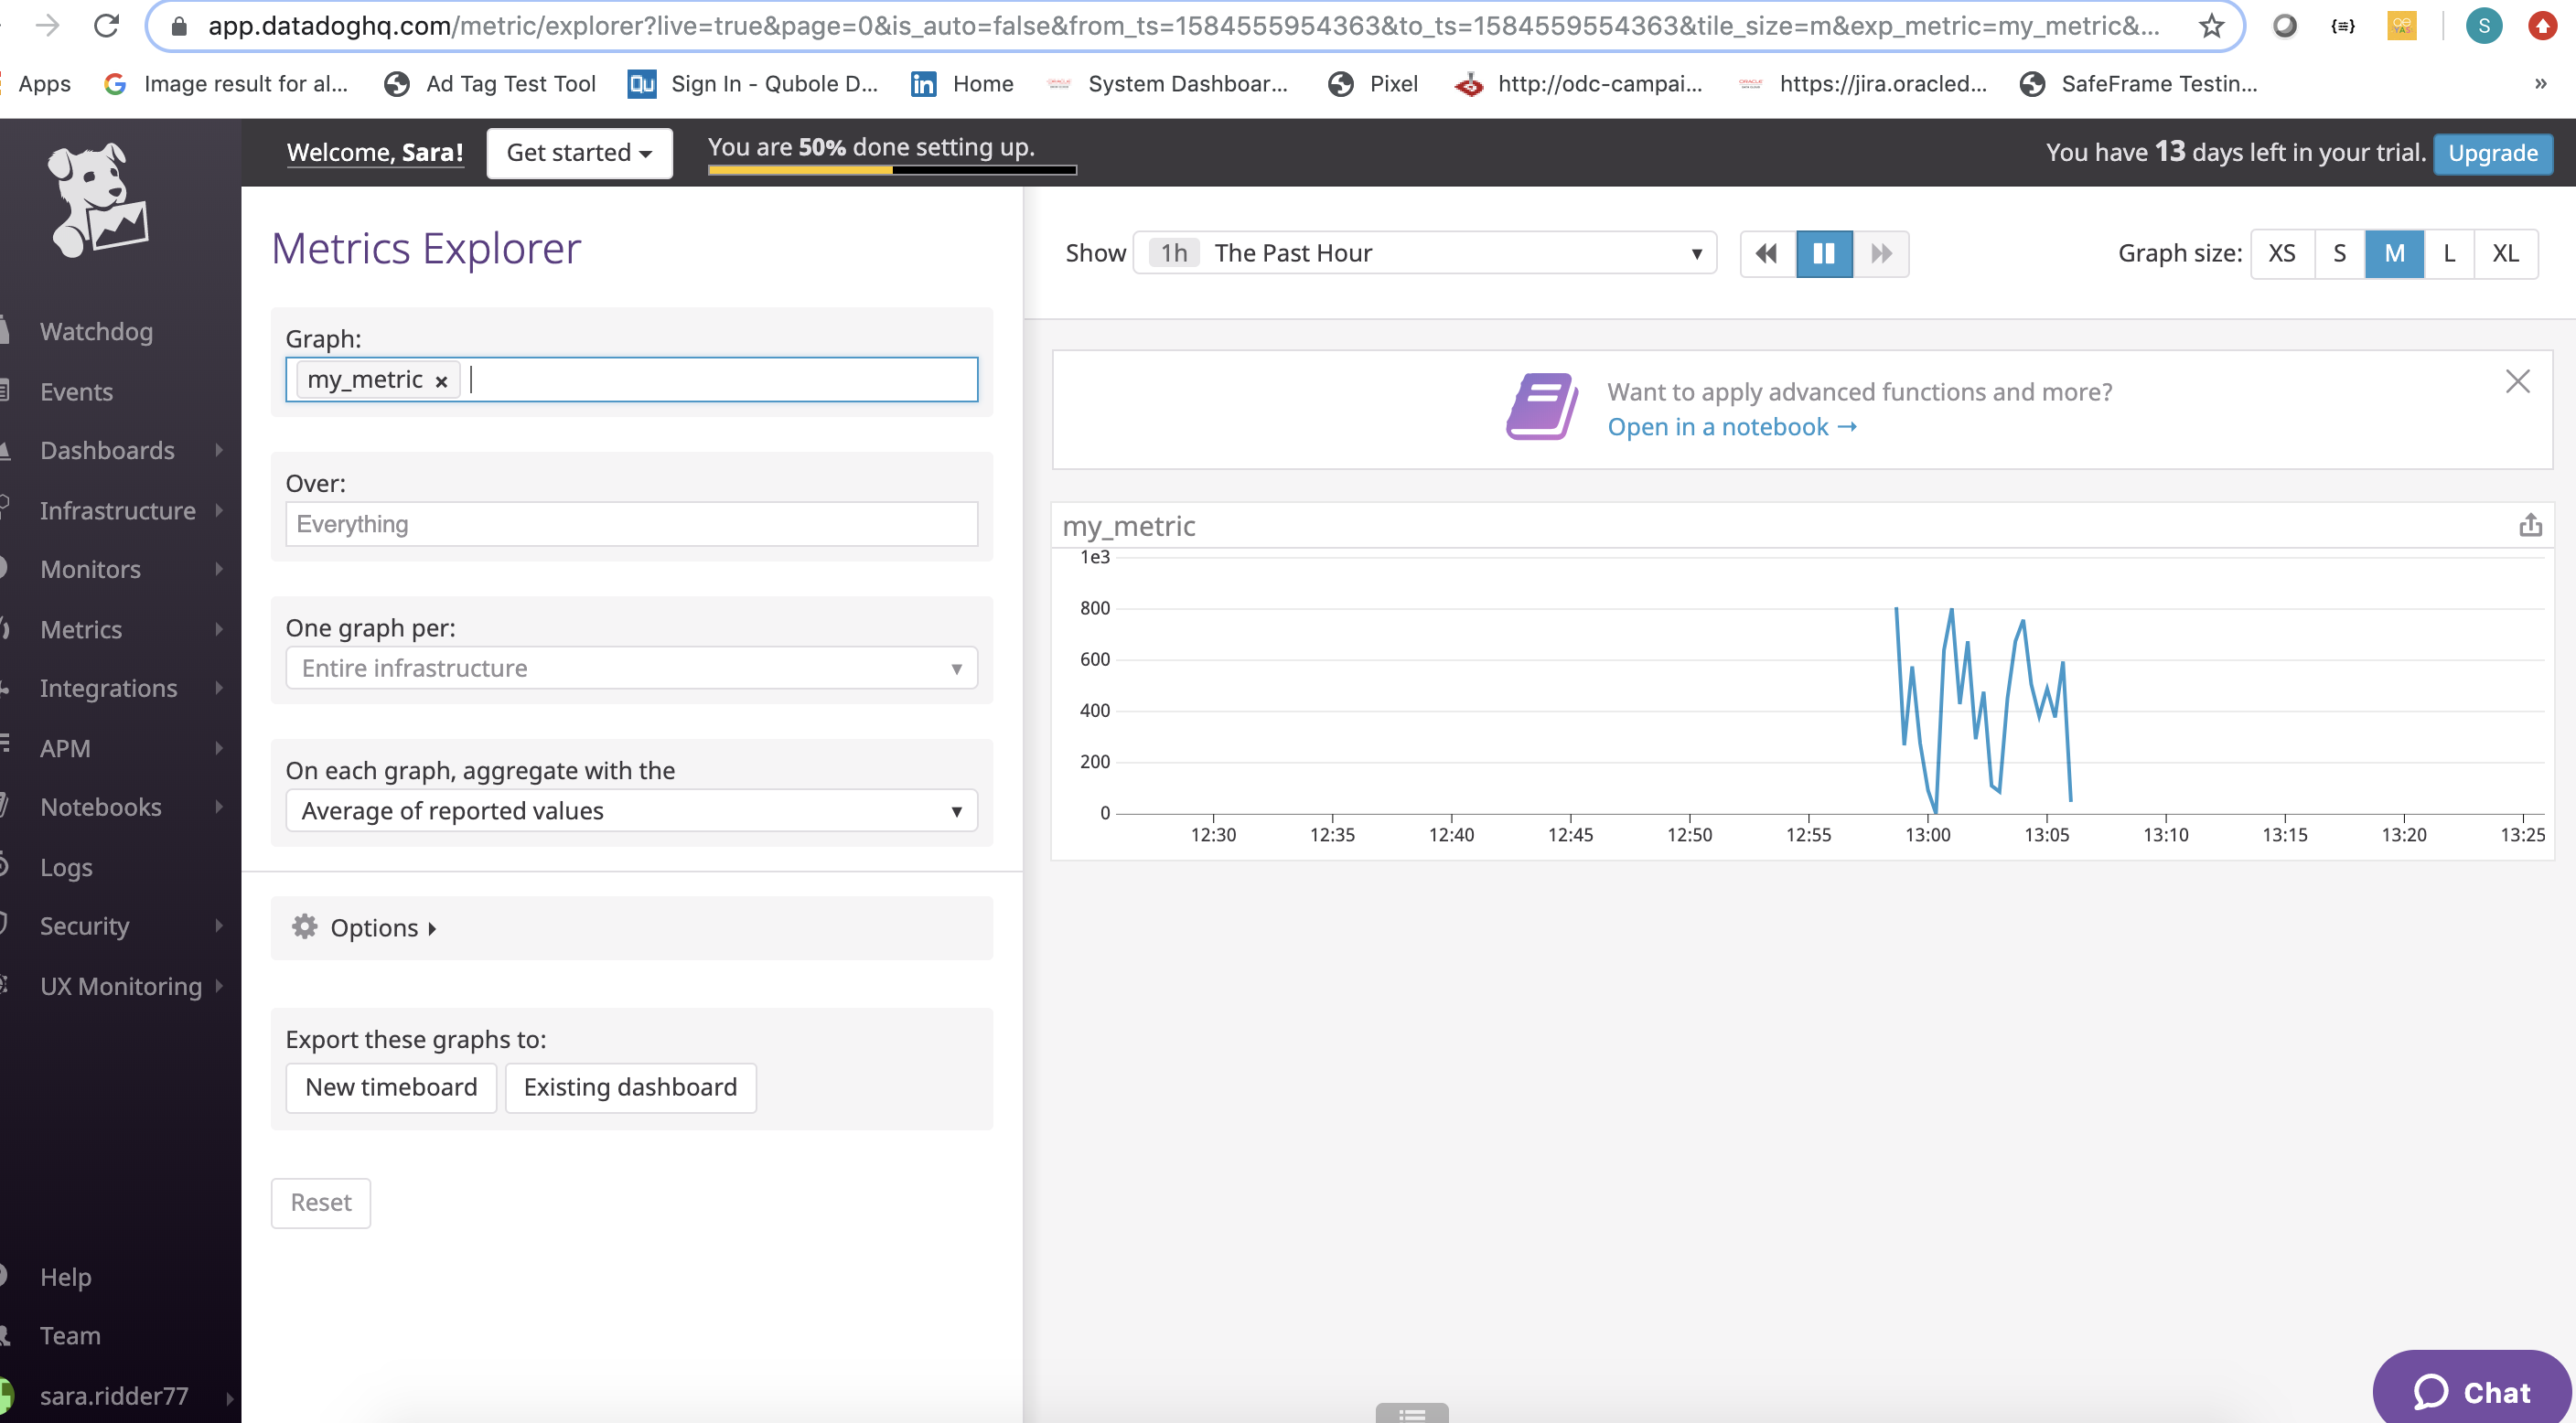 app.datadoghq.com/metric/explorer?live=true&page=0&is_auto=false&from_ts=1584555954363&to_ts=1584559554363&tile_size=m&exp_metric=my_metric&...
S
Apps
Image result for al...
Ad Tag Test Tool
Qu
Sign In - Qubole D...
in
Home
System Dashboar...
Pixel
http://odc-campai...
https://jira.oracled...
SafeFrame Testin...
»
Welcome, Sara!
Get started
You are 50% done setting up.
You have 13 days left in your trial.
Upgrade
Watchdog
Events
Dashboards
Infrastructure
Monitors
Metrics
Integrations
APM
Notebooks
Logs
Security
UX Monitoring
Help
Team
sara.ridder77
Metrics Explorer
Graph:
my_metric ×
Over:
Everything
One graph per:
Entire infrastructure
On each graph, aggregate with the
Average of reported values
Options
Export these graphs to:
New timeboard
Existing dashboard
Reset
Show
1h The Past Hour
Graph size:
XS
S
M
L
XL
Want to apply advanced functions and more?
Open in a notebook →
my_metric
1e3
800
600
400
200
0
12:30
12:35
12:40
12:45
12:50
12:55
13:00
13:05
13:10
13:15
13:20
13:25
Chat